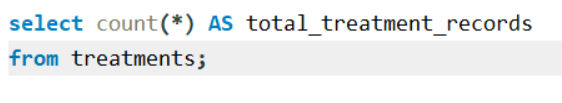 select count(*) AS total_treatment_records
from treatments;